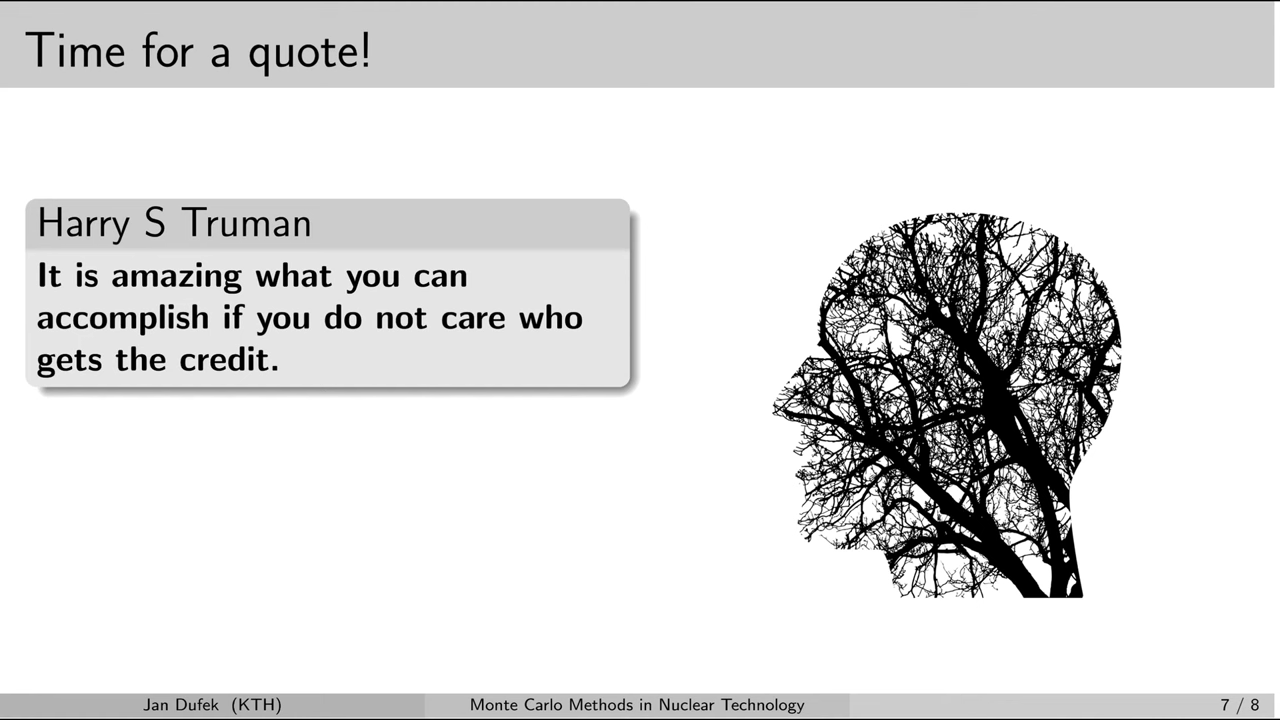 Time for a quote!
Harry S Truman
It is amazing what you can
accomplish if you do not care who
gets the credit.
Jan Dufek (KTH)
Monte Carlo Methods in Nuclear Technology
7 / 8